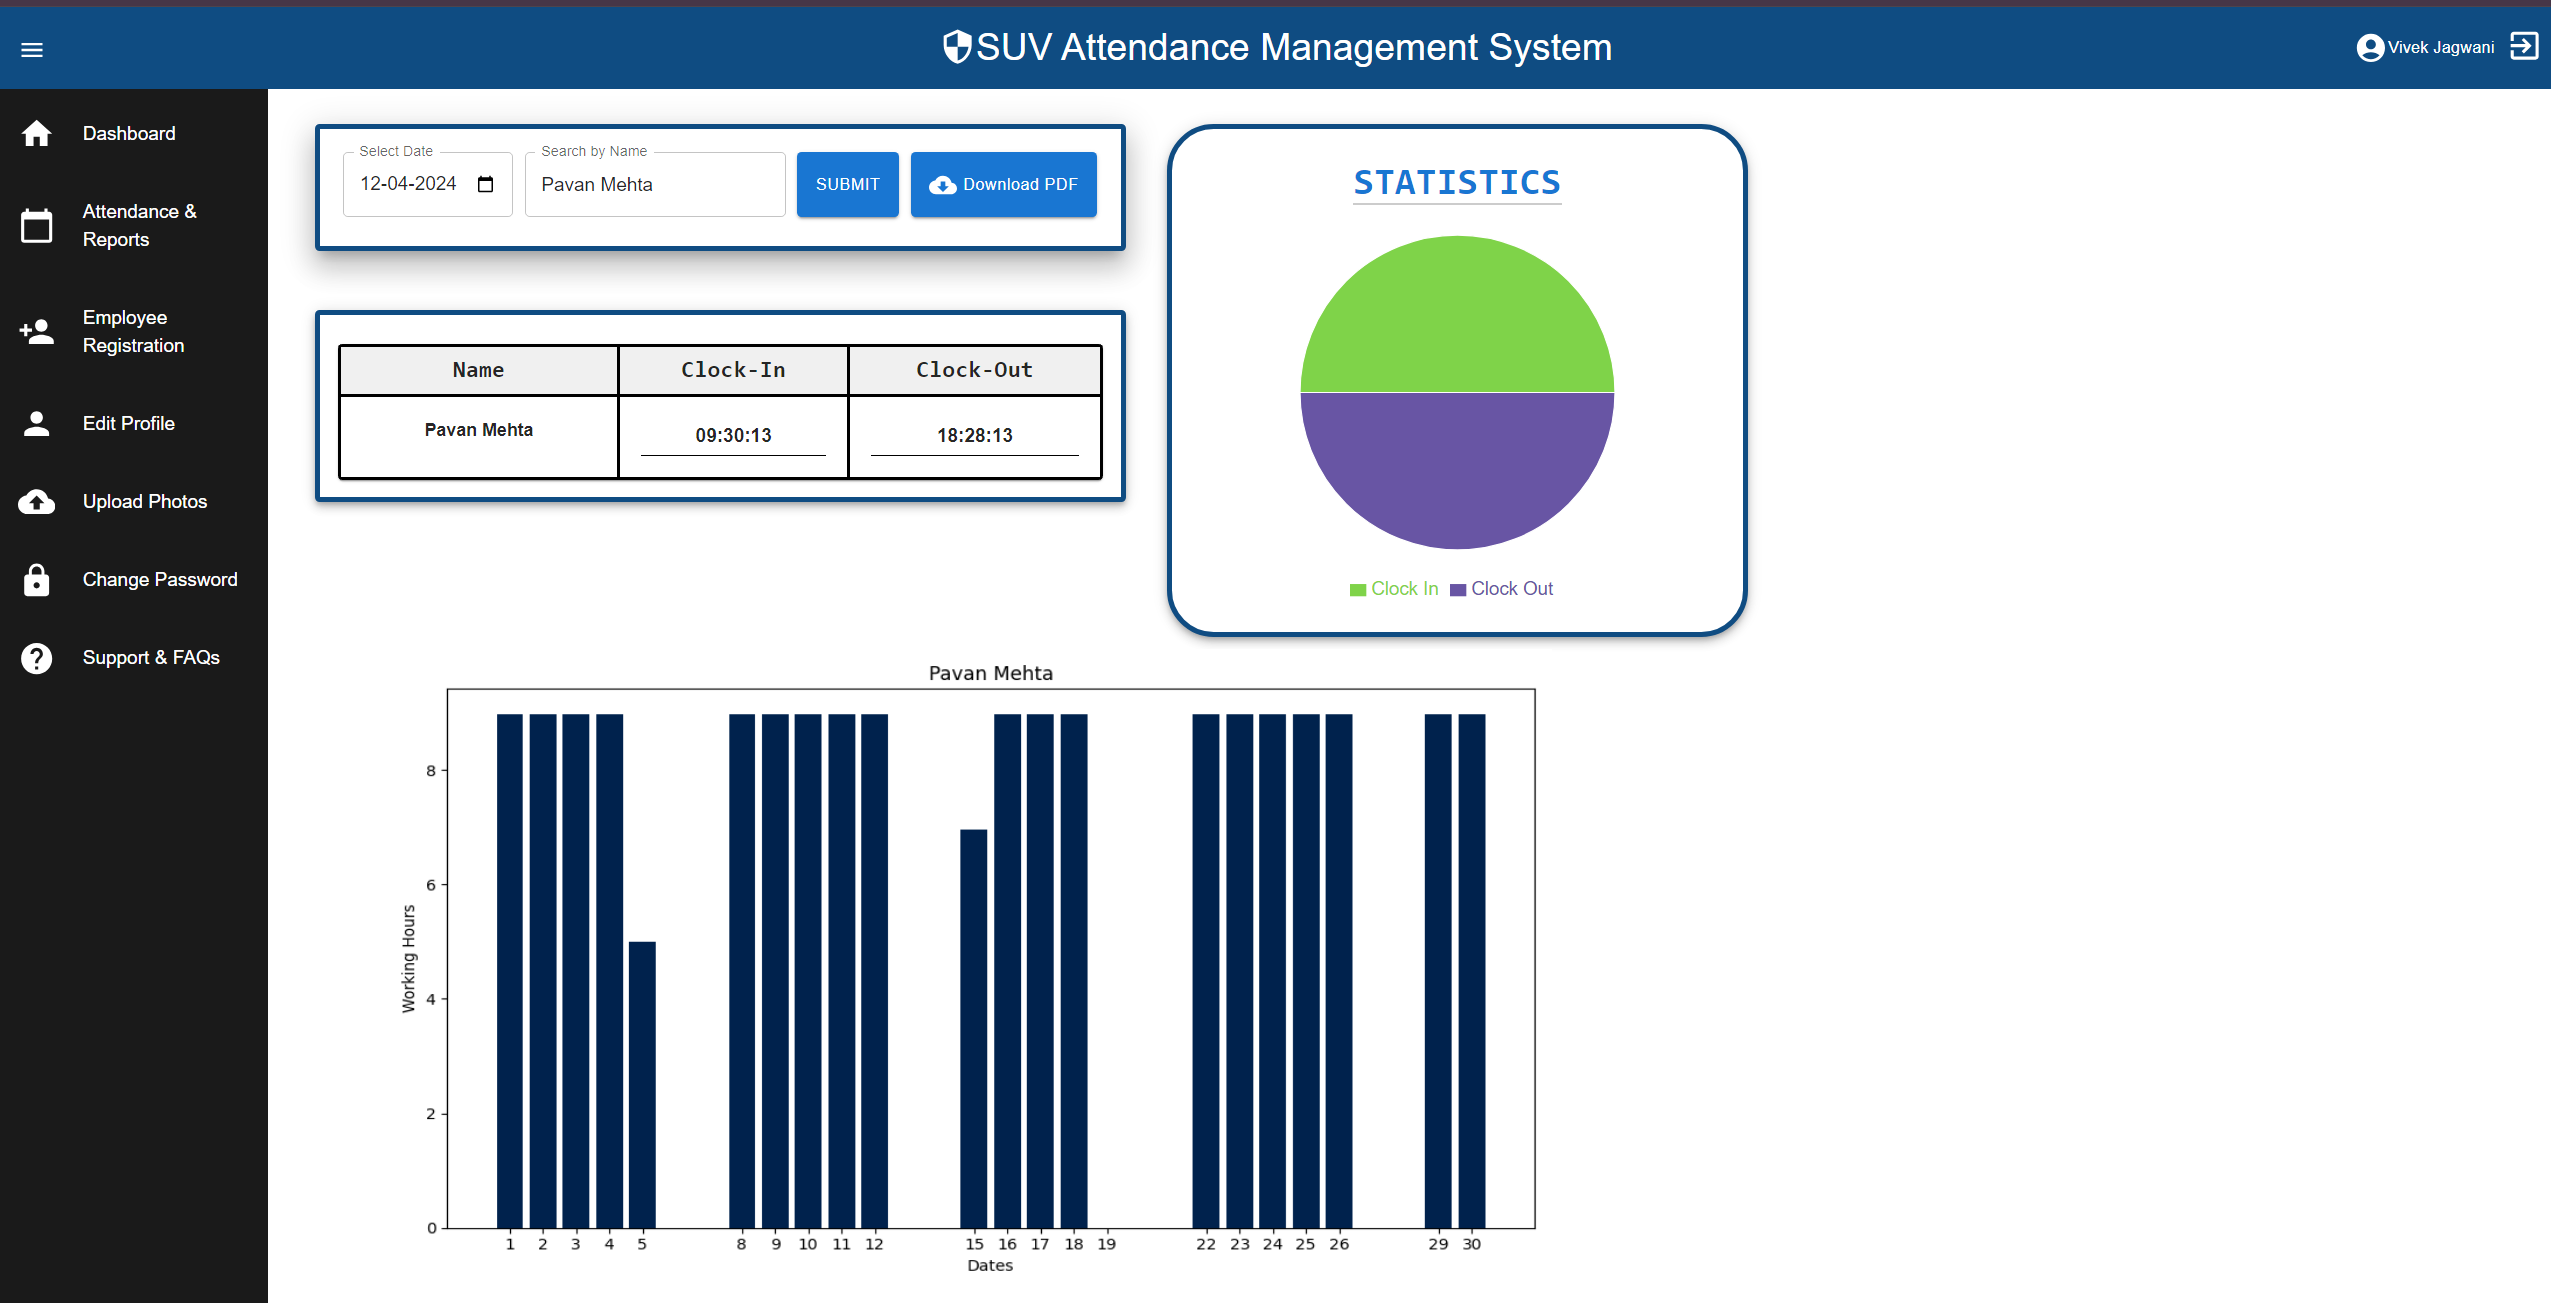 SUV Attendance Management System
Vivek Jagwani
Dashboard
Attendance &
Reports
Employee
Registration
Edit Profile
Upload Photos
Change Password
Support & FAQs
Select Date
12-04-2024
Search by Name
Pavan Mehta
SUBMIT
Download PDF
Name Clock-In Clock-Out
Pavan Mehta 09:30:13 18:28:13
STATISTICS
Clock In Clock Out
Pavan Mehta
8
6
4
2
0
Working Hours
1 2 3 4 5 8 9 10 11 12 15 16 17 18 19 22 23 24 25 26 29 30
Dates